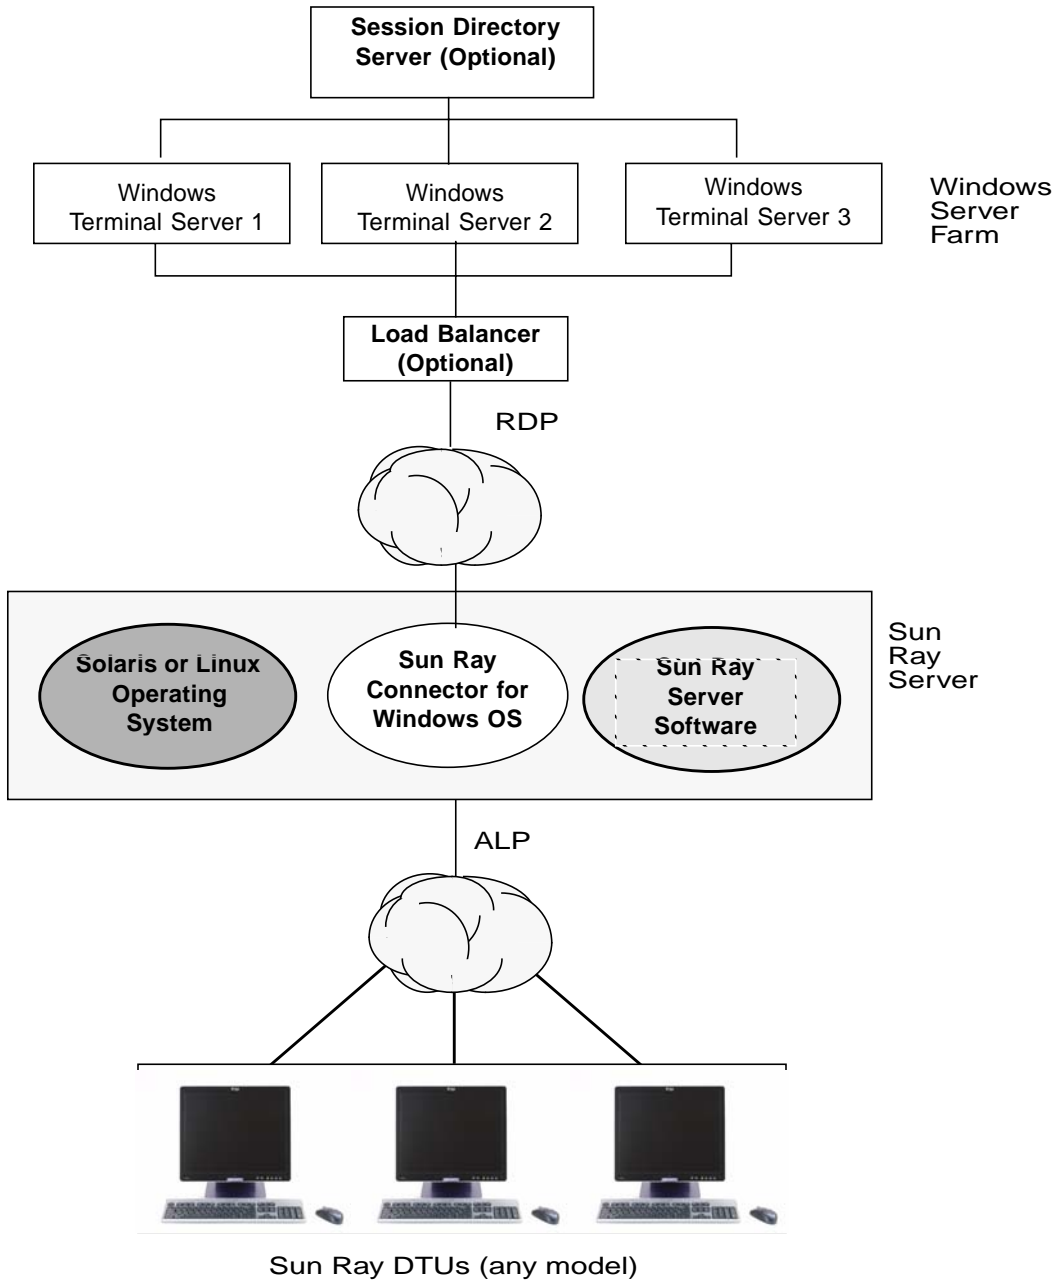 Session Directory
Server (Optional)
Windows
Terminal Server 1
Windows
Terminal Server 2
Windows
Terminal Server 3
Windows
Server
Farm
Load Balancer
(Optional)
RDP
Solaris or Linux
Operating
System
Sun Ray
Connector for
Windows OS
Sun Ray
Server
Software
Sun
Ray
Server
ALP
Sun Ray DTUs (any model)